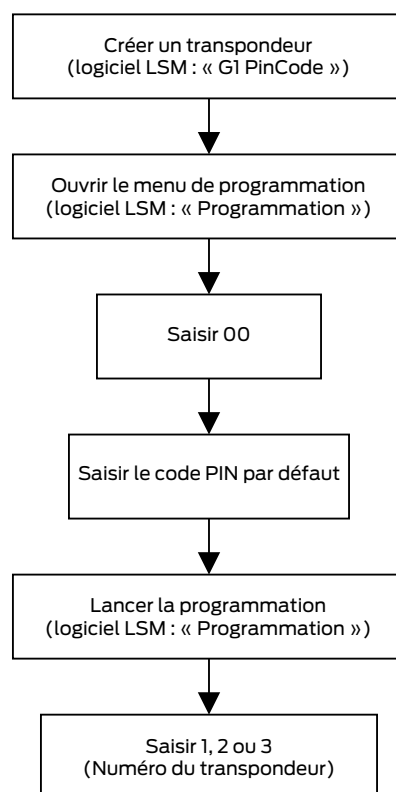 Créer un transpondeur
(logiciel LSM : « G1 PinCode »)
Ouvrir le menu de programmation
(logiciel LSM : « Programmation »)
Saisir 00
Saisir le code PIN par défaut
Lancer la programmation
(logiciel LSM : « Programmation »)
Saisir 1, 2 ou 3
(Numéro du transpondeur)